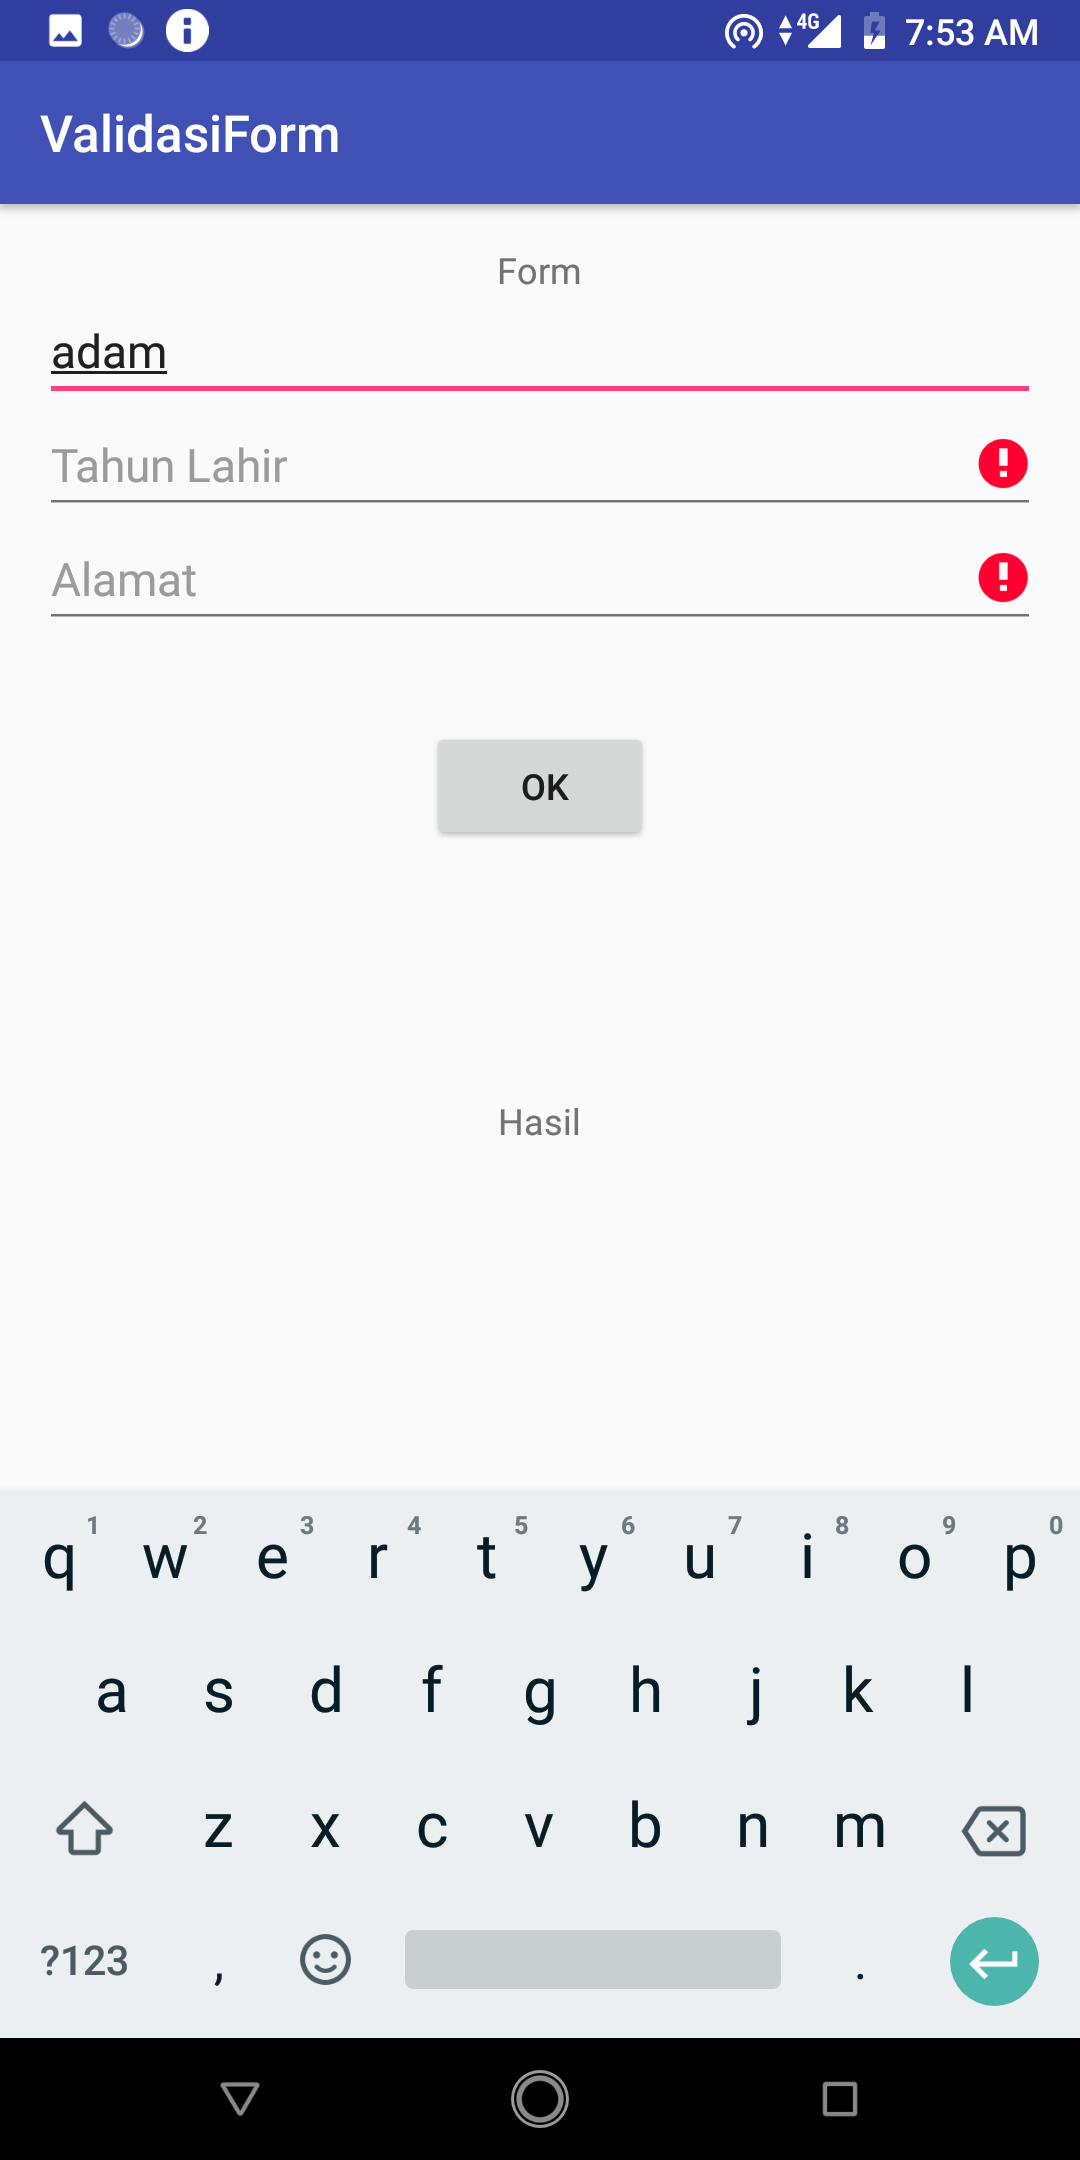 4G 7:53 AM
ValidasiForm
Form
adam
Tahun Lahir
Alamat
OK
Hasil
1 2 3 4 5 6 7 8 9 0
q w e r t y u i o p
a s d f g h j k l
z x c v b n m
?123 , .